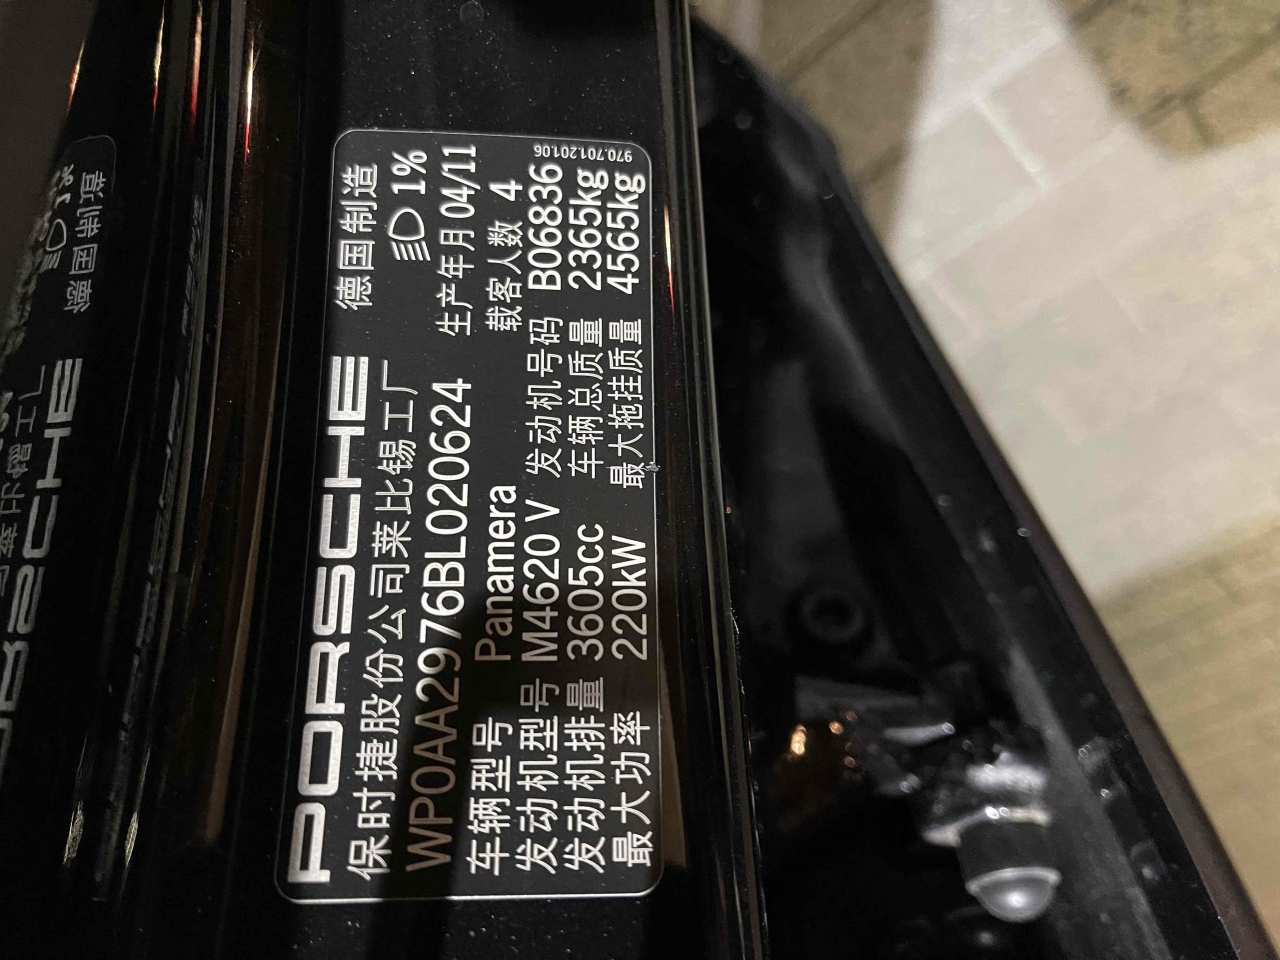 PORSCHE 德国制造
保时捷股份公司莱比锡工厂 1%
WP0AA2976BL020624 生产年月 04/11
车辆型号 Panamera 载客人数 4
发动机型号 M4620 V 发动机号码 B06836
发动机排量 3605cc 车辆总质量 2365kg
最大功率 220kW 最大拖挂质量 4565kg
970.701.201.06